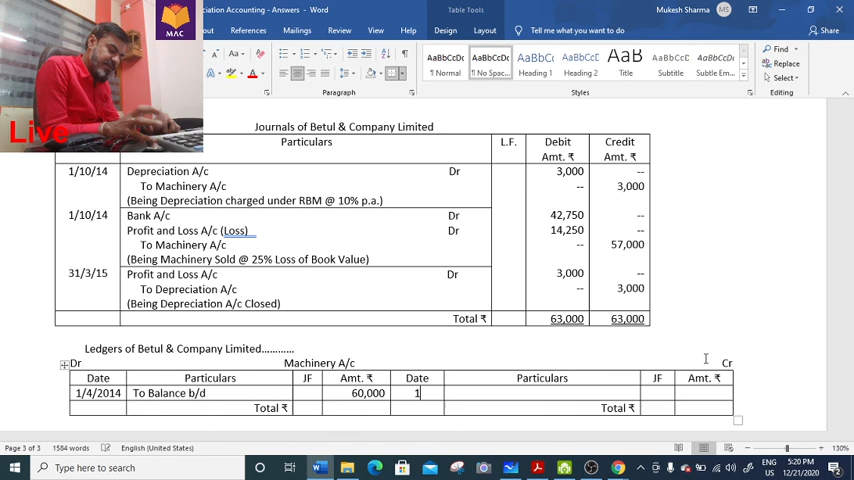 ciation Accounting - Answers - Word
Table Tools
Mukesh Sharma MS
out References Mailings Review View Help Design Layout Tell me what you want to do Share
MAC
Aa
A A
AaBbCcDc AaBbCcDc AaBbCc AaBbCcC AaB AaBbCcD AaBbCcDc
¶ Normal ¶ No Spac... Heading 1 Heading 2 Title Subtitle Subtle Em...
Find
Replace
Select
Paragraph Styles Editing
Live
Journals of Betul & Company Limited
Particulars L.F. Debit Amt. ₹ Credit Amt. ₹
1/10/14 Depreciation A/c Dr 3,000 --
To Machinery A/c -- 3,000
(Being Depreciation charged under RBM @ 10% p.a.)
1/10/14 Bank A/c Dr 42,750 --
Profit and Loss A/c (Loss) Dr 14,250 --
To Machinery A/c -- 57,000
(Being Machinery Sold @ 25% Loss of Book Value)
31/3/15 Profit and Loss A/c Dr 3,000 --
To Depreciation A/c -- 3,000
(Being Depreciation A/c Closed)
Total ₹ 63,000 63,000
Ledgers of Betul & Company Limited............
Dr Machinery A/c Cr
Date Particulars JF Amt. ₹ Date Particulars JF Amt. ₹
1/4/2014 To Balance b/d 60,000 1
Total ₹ Total ₹
Page 3 of 3 1584 words English (United States) 130%
Type here to search
ENG 5:20 PM
US 12/21/2020